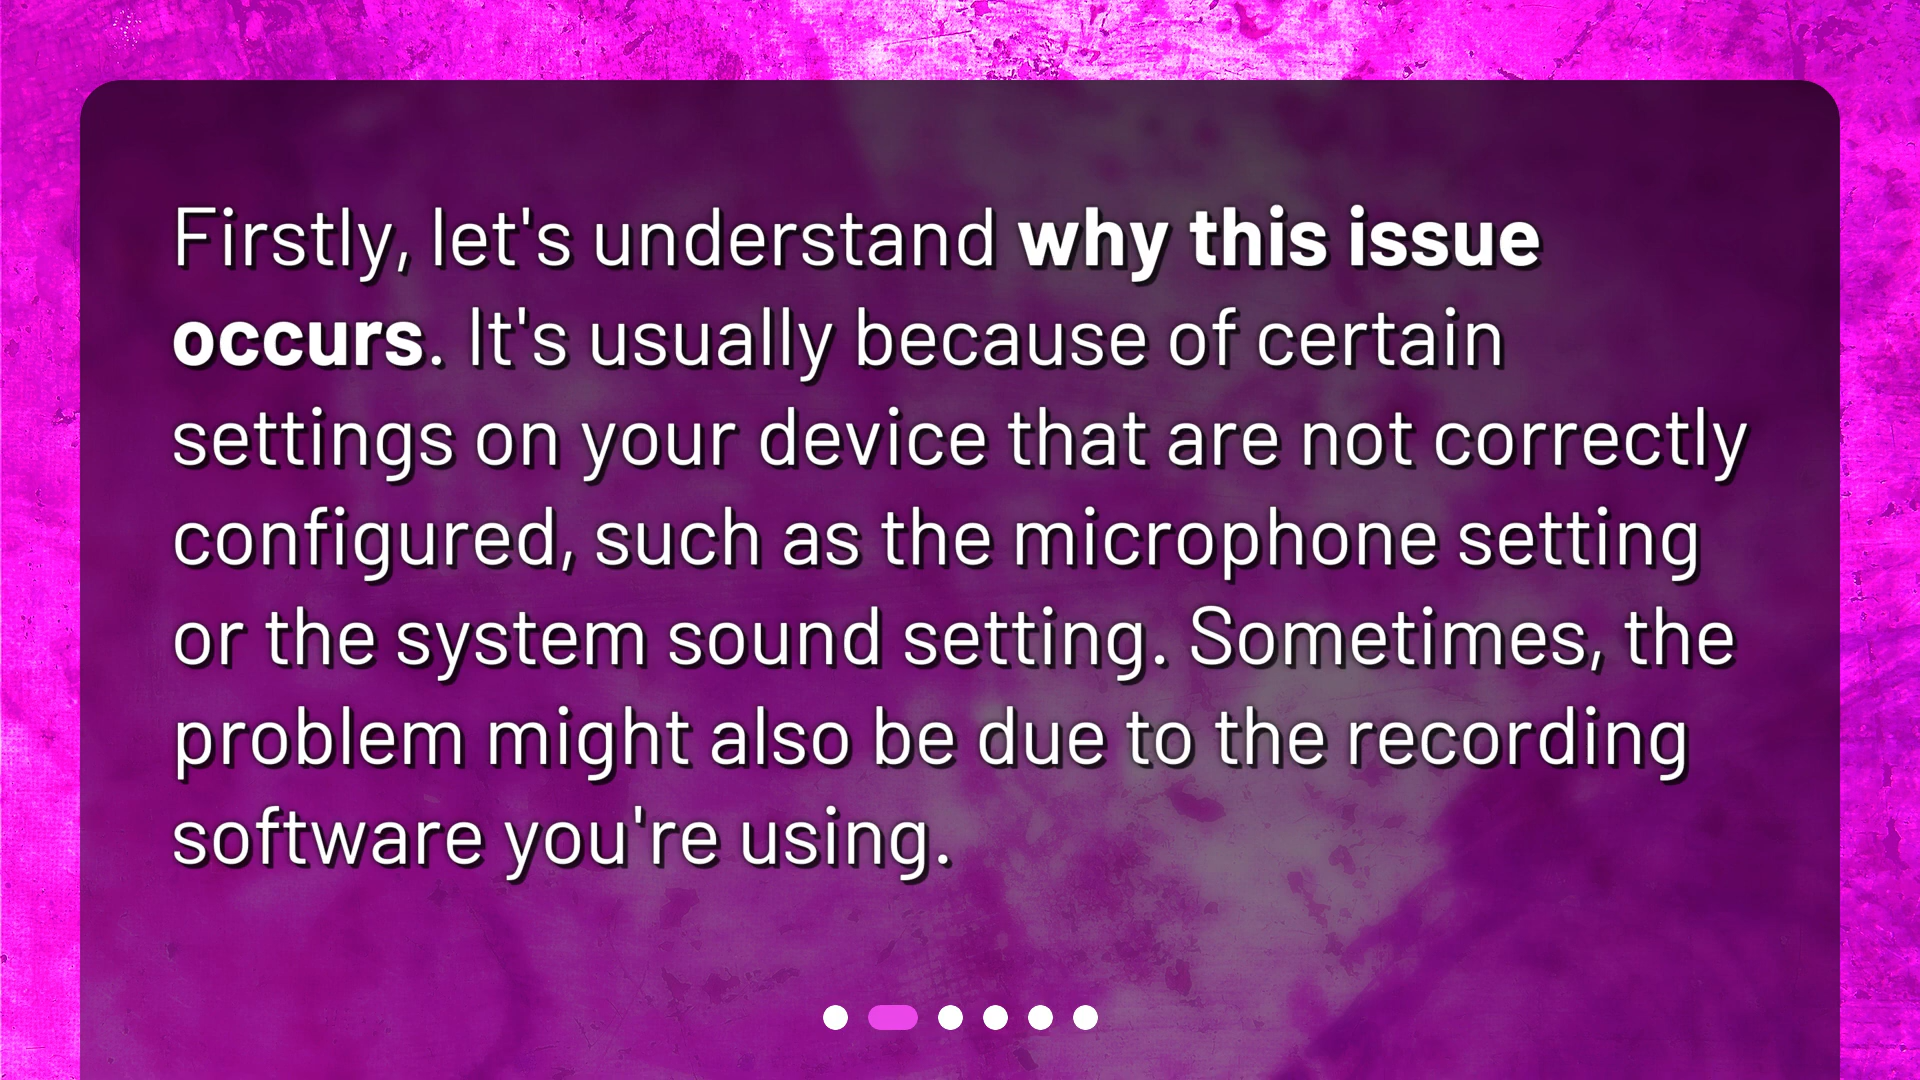 Firstly, let's understand why this issue
occurs. It's usually because of certain
settings on your device that are not correctly
configured, such as the microphone setting
or the system sound setting. Sometimes, the
problem might also be due to the recording
software you're using.